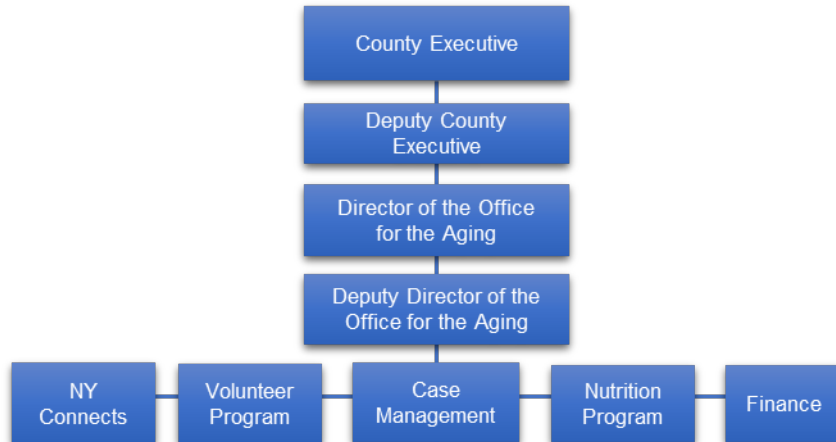 County Executive
Deputy County
Executive
Director of the Office
for the Aging
Deputy Director of the
Office for the Aging
NY
Connects
Volunteer
Program
Case
Management
Nutrition
Program
Finance